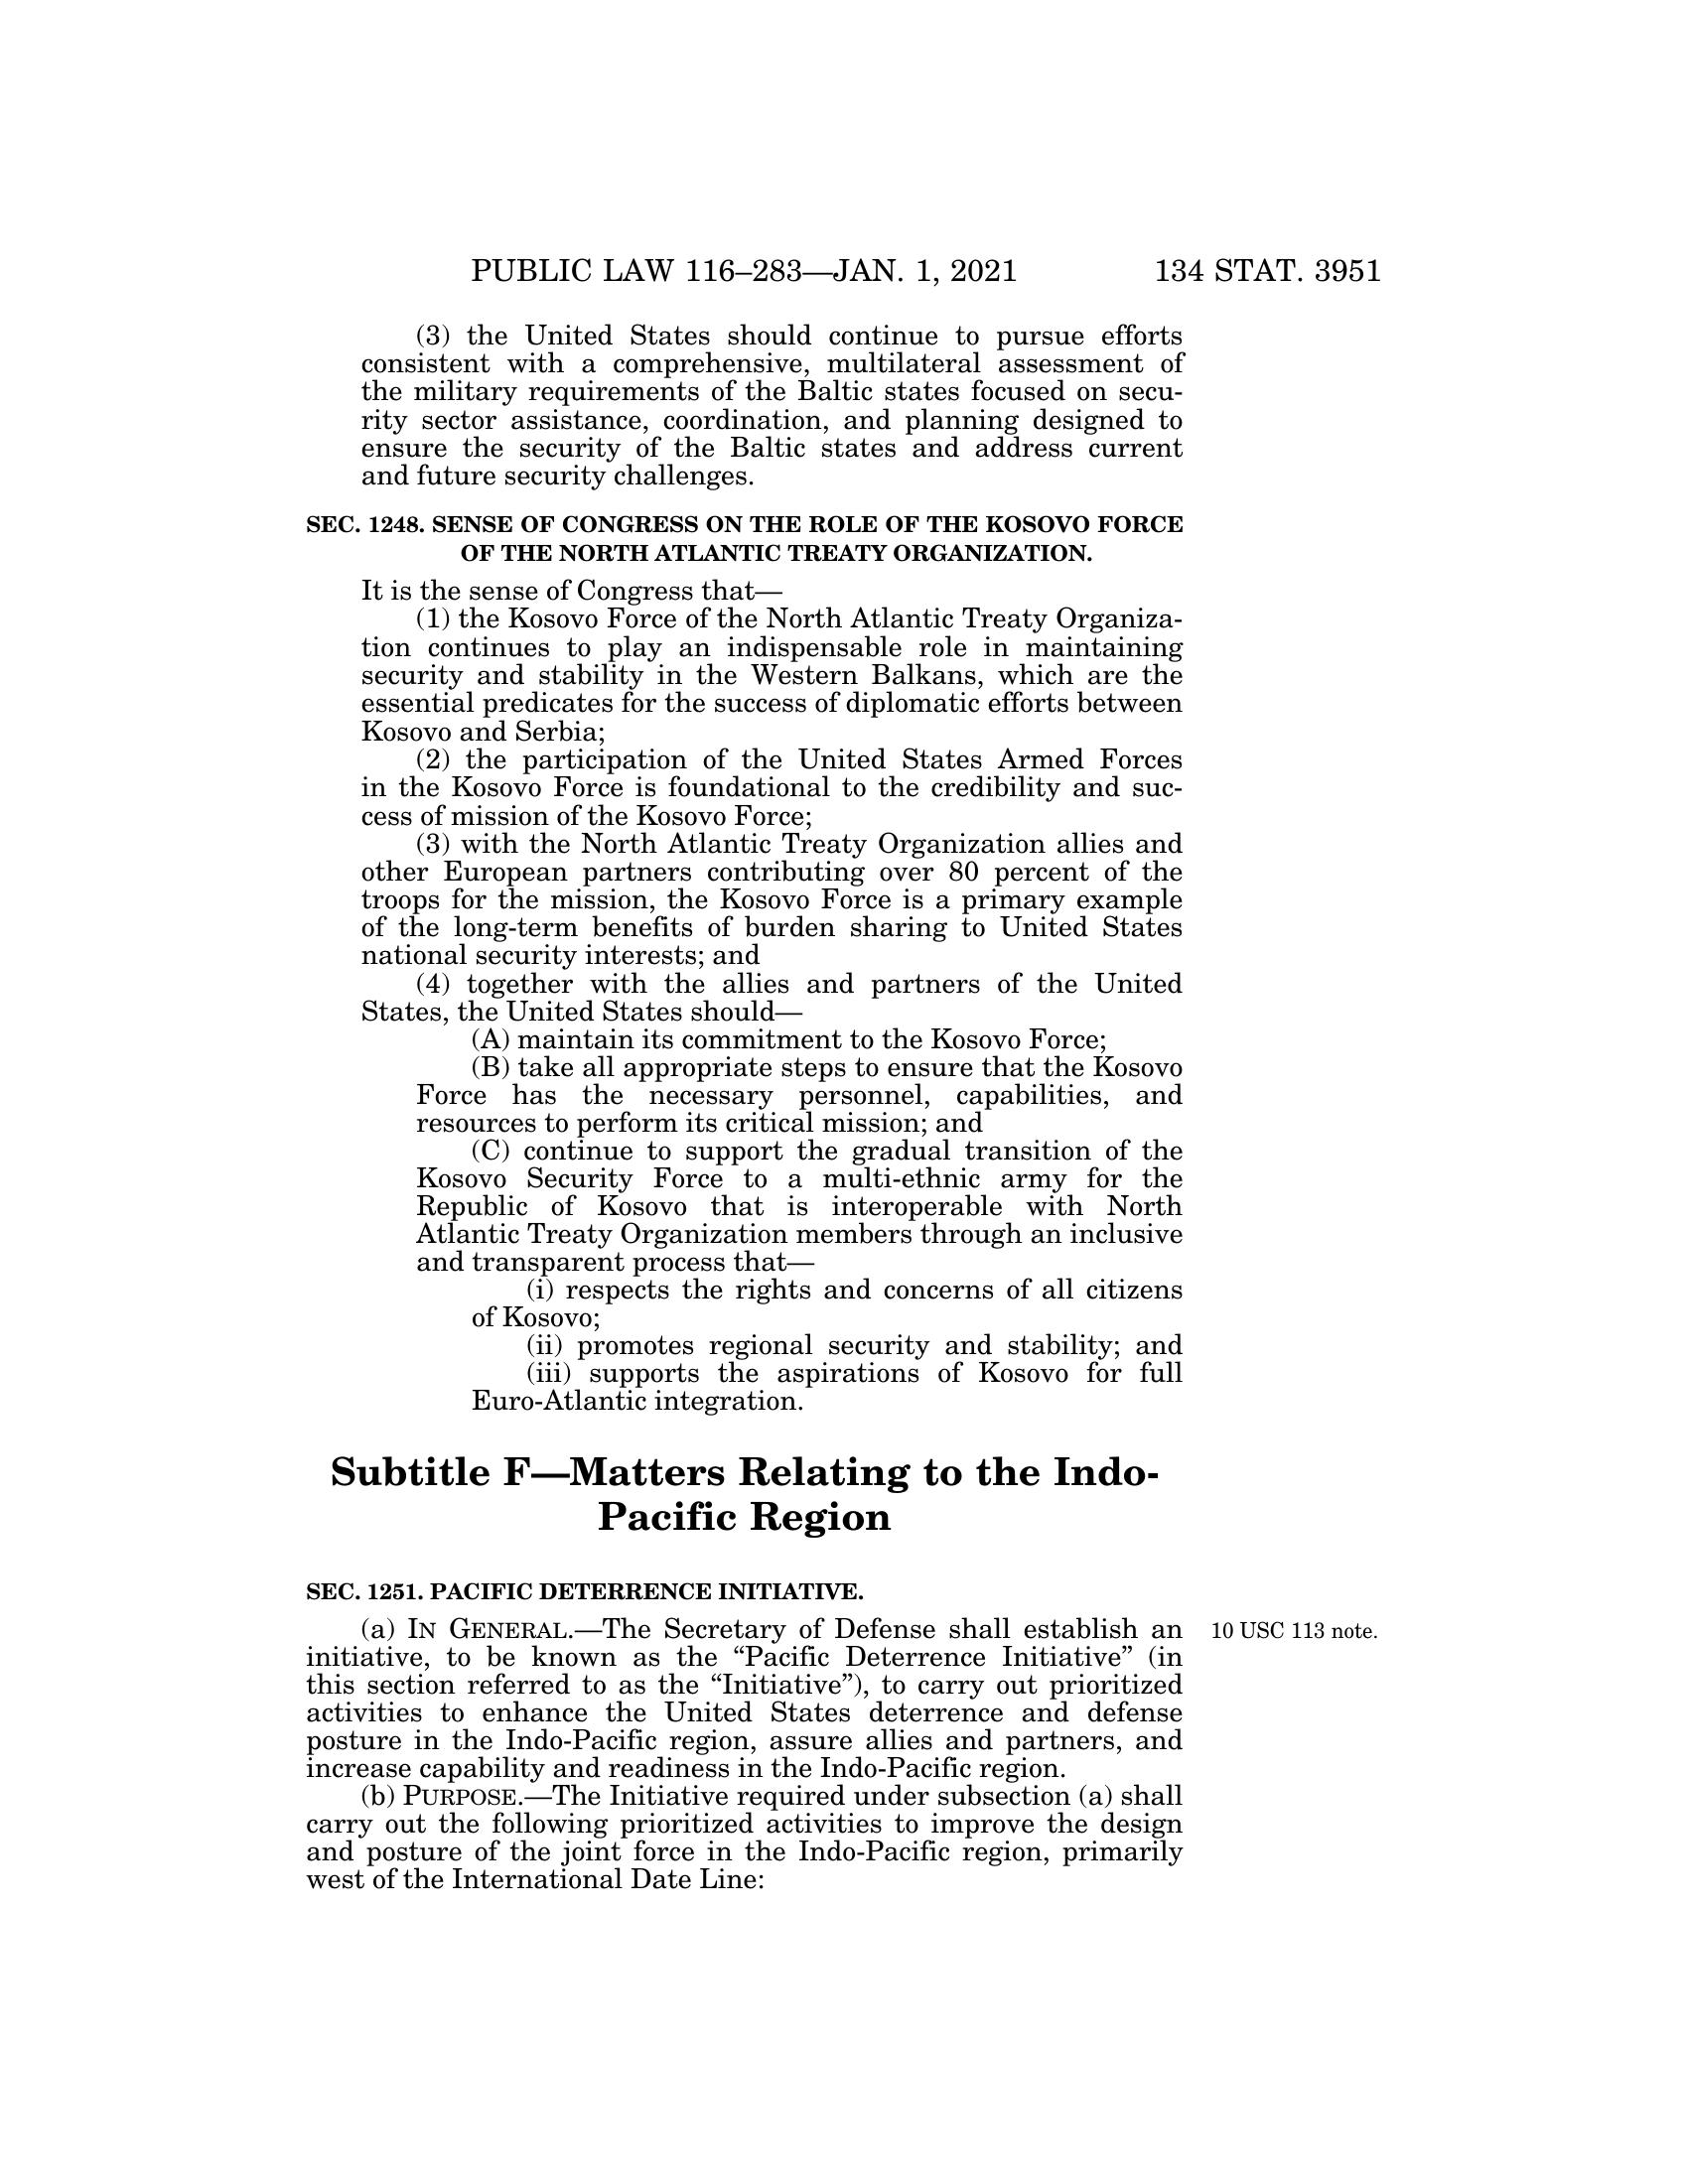 PUBLIC LAW 116–283—JAN. 1, 2021 134 STAT. 3951
(3) the United States should continue to pursue efforts
consistent with a comprehensive, multilateral assessment of
the military requirements of the Baltic states focused on secu-
rity sector assistance, coordination, and planning designed to
ensure the security of the Baltic states and address current
and future security challenges.
SEC. 1248. SENSE OF CONGRESS ON THE ROLE OF THE KOSOVO FORCE
OF THE NORTH ATLANTIC TREATY ORGANIZATION.
It is the sense of Congress that—
(1) the Kosovo Force of the North Atlantic Treaty Organiza-
tion continues to play an indispensable role in maintaining
security and stability in the Western Balkans, which are the
essential predicates for the success of diplomatic efforts between
Kosovo and Serbia;
(2) the participation of the United States Armed Forces
in the Kosovo Force is foundational to the credibility and suc-
cess of mission of the Kosovo Force;
(3) with the North Atlantic Treaty Organization allies and
other European partners contributing over 80 percent of the
troops for the mission, the Kosovo Force is a primary example
of the long-term benefits of burden sharing to United States
national security interests; and
(4) together with the allies and partners of the United
States, the United States should—
(A) maintain its commitment to the Kosovo Force;
(B) take all appropriate steps to ensure that the Kosovo
Force has the necessary personnel, capabilities, and
resources to perform its critical mission; and
(C) continue to support the gradual transition of the
Kosovo Security Force to a multi-ethnic army for the
Republic of Kosovo that is interoperable with North
Atlantic Treaty Organization members through an inclusive
and transparent process that—
(i) respects the rights and concerns of all citizens
of Kosovo;
(ii) promotes regional security and stability; and
(iii) supports the aspirations of Kosovo for full
Euro-Atlantic integration.
Subtitle F—Matters Relating to the Indo-
Pacific Region
SEC. 1251. PACIFIC DETERRENCE INITIATIVE.
(a) IN GENERAL.—The Secretary of Defense shall establish an 10 USC 113 note.
initiative, to be known as the “Pacific Deterrence Initiative” (in
this section referred to as the “Initiative”), to carry out prioritized
activities to enhance the United States deterrence and defense
posture in the Indo-Pacific region, assure allies and partners, and
increase capability and readiness in the Indo-Pacific region.
(b) PURPOSE.—The Initiative required under subsection (a) shall
carry out the following prioritized activities to improve the design
and posture of the joint force in the Indo-Pacific region, primarily
west of the International Date Line: